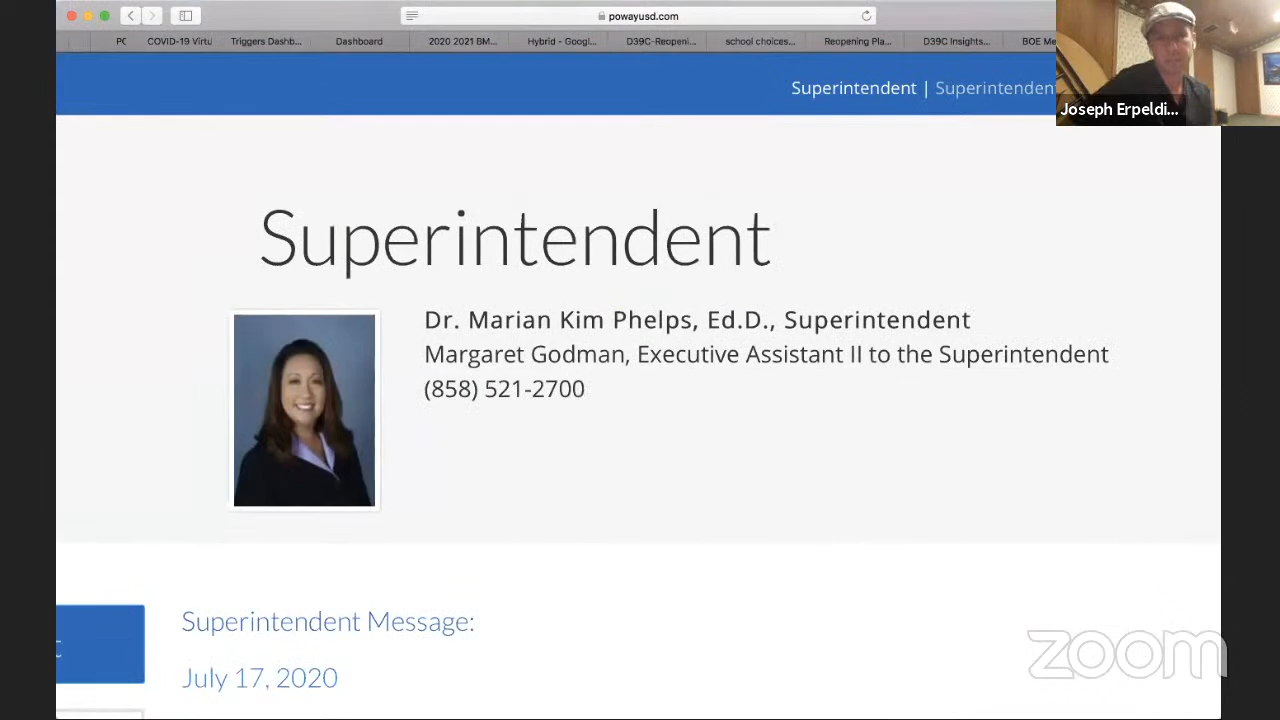 powayusd.com
PC
COVID-19 Virtu
Triggers Dashb...
Dashboard
2020 2021 BM...
Hybrid - Googl...
D39C-Reopeni...
school choices...
Reopening Pla...
D39C Insights...
BOE Me
Superintendent | Superintendent
Joseph Erpeldi...
Superintendent
Dr. Marian Kim Phelps, Ed.D., Superintendent
Margaret Godman, Executive Assistant II to the Superintendent
(858) 521-2700
Superintendent Message:
t
July 17, 2020
zoom